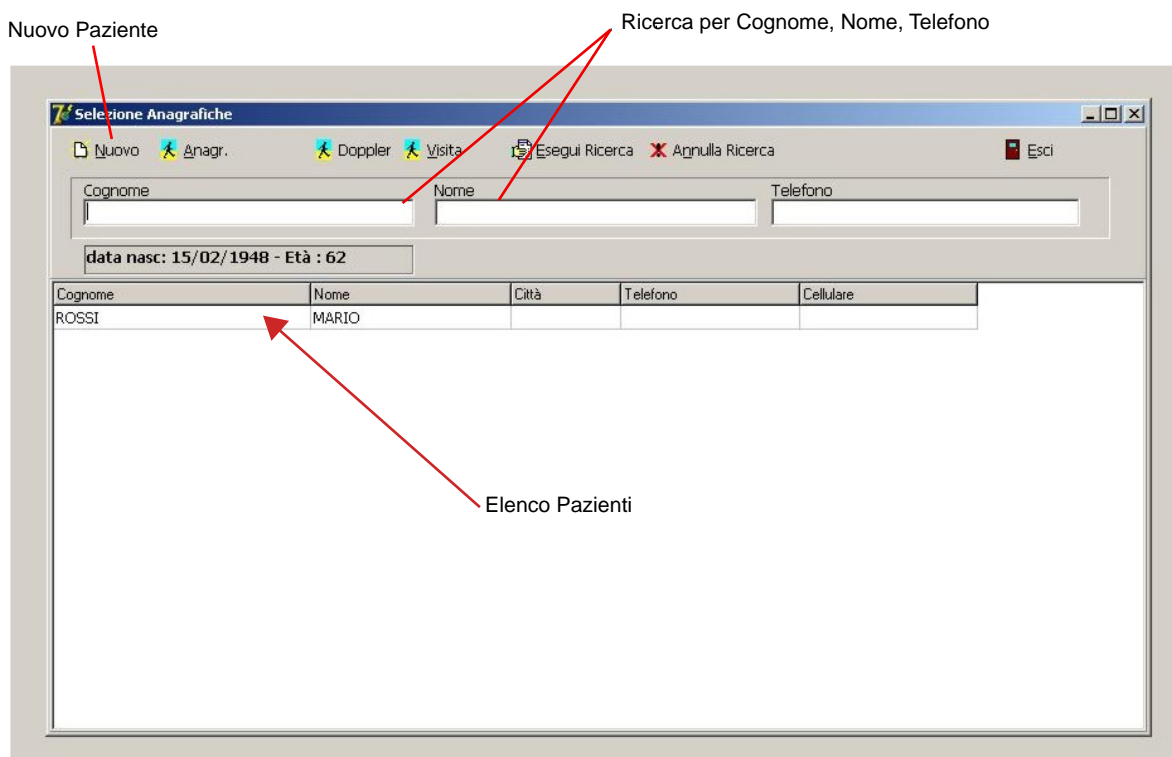 Nuovo Paziente
Ricerca per Cognome, Nome, Telefono
Selezione Anagrafiche
Nuovo Anagr. Doppler Visita Esegui Ricerca Annulla Ricerca Esci
Cognome Nome Telefono
data nasc: 15/02/1948 - Età : 62
Cognome Nome Città Telefono Cellulare
ROSSI MARIO
Elenco Pazienti